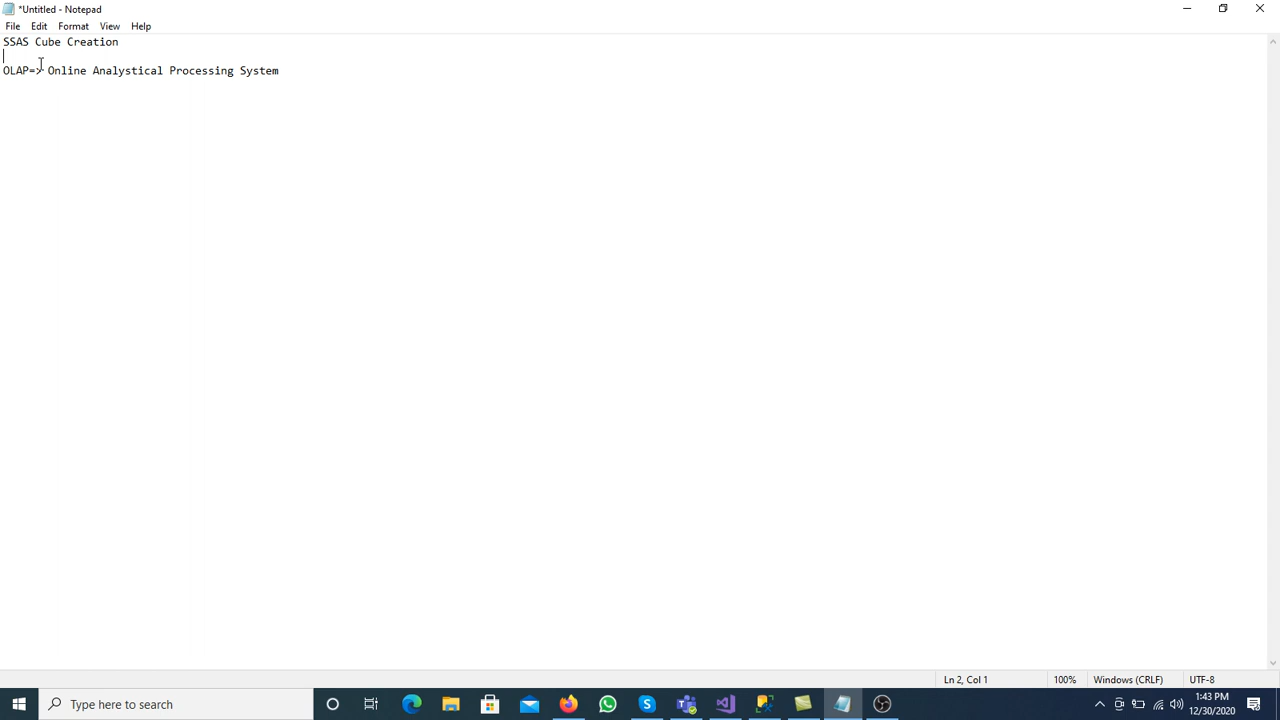 *Untitled - Notepad
File Edit Format View Help
SSAS Cube Creation
OLAP=> Online Analystical Processing System
Ln 2, Col 1 100% Windows (CRLF) UTF-8
Type here to search
1:43 PM
12/30/2020